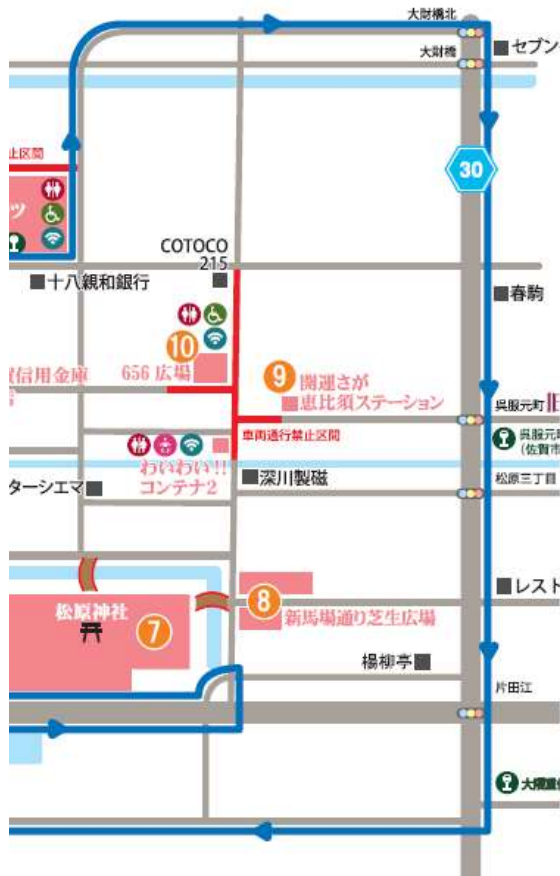 大財橋北
セブン
大財橋
止区間
30
ツ
COTOCO
215
十八親和銀行
春駒
10
656 広場
信用金庫
9
開運さが
恵比須ステーション
呉服元町
車両通行禁止区間
呉服元
(佐賀市
わいわい!!
コンテナ2
深川製磁
松原三丁目
ターシエマ
8
レスト
松原神社
7
新馬場通り芝生広場
楊柳亭
片田江
大隈重信